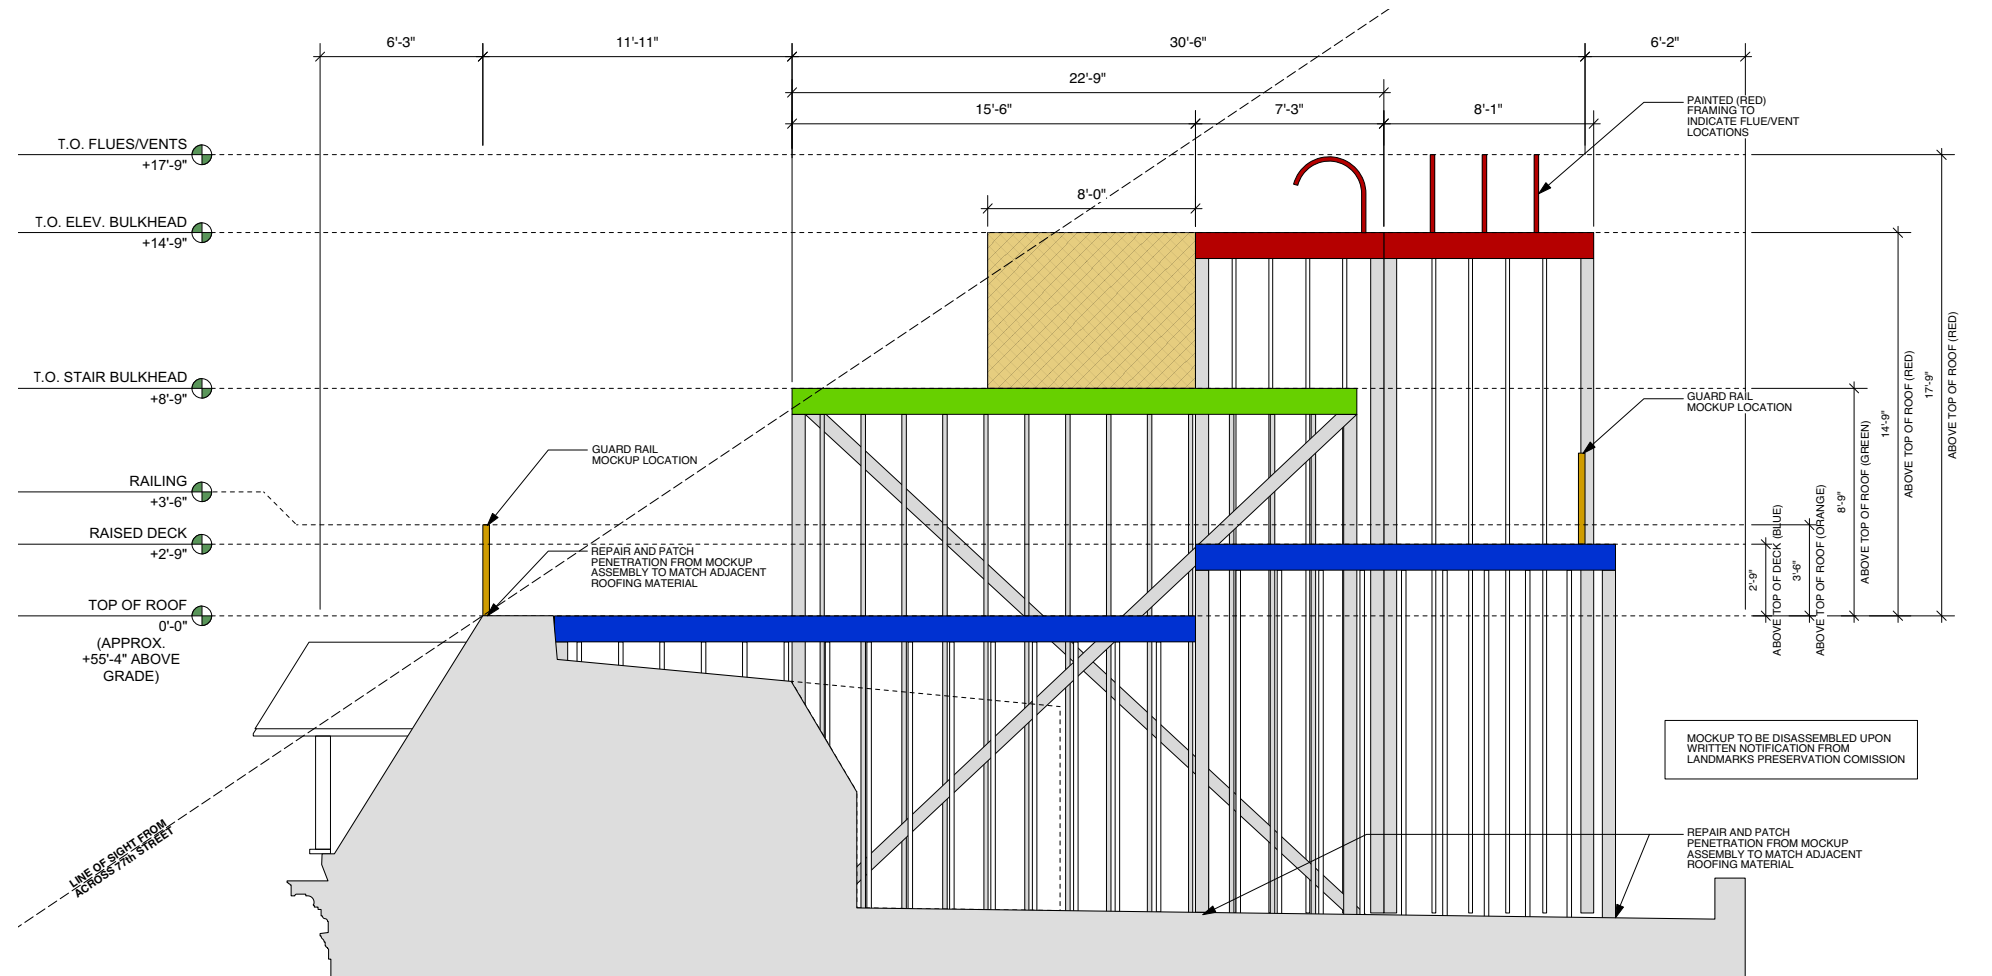 6'-3"
11'-11"
30'-6"
6'-2"
22'-9"
15'-6"
7'-3"
8'-1"
8'-0"
PAINTED (RED)
FRAMING TO
INDICATE FLUE/VENT
LOCATIONS
T.O. FLUES/VENTS
+17'-9"
T.O. ELEV. BULKHEAD
+14'-9"
T.O. STAIR BULKHEAD
+8'-9"
RAILING
+3'-6"
RAISED DECK
+2'-9"
TOP OF ROOF
0'-0"
(APPROX.
+55'-4" ABOVE
GRADE)
GUARD RAIL
MOCKUP LOCATION
REPAIR AND PATCH
PENETRATION FROM MOCKUP
ASSEMBLY TO MATCH ADJACENT
ROOFING MATERIAL
LINE OF SIGHT FROM
ACROSS 77th STREET
GUARD RAIL
MOCKUP LOCATION
2'-9"
ABOVE TOP OF DECK (BLUE)
3'-6"
ABOVE TOP OF ROOF (ORANGE)
8'-9"
ABOVE TOP OF ROOF (GREEN)
14'-9"
ABOVE TOP OF ROOF (RED)
17'-9"
ABOVE TOP OF ROOF (RED)
MOCKUP TO BE DISASSEMBLED UPON
WRITTEN NOTIFICATION FROM
LANDMARKS PRESERVATION COMISSION
REPAIR AND PATCH
PENETRATION FROM MOCKUP
ASSEMBLY TO MATCH ADJACENT
ROOFING MATERIAL